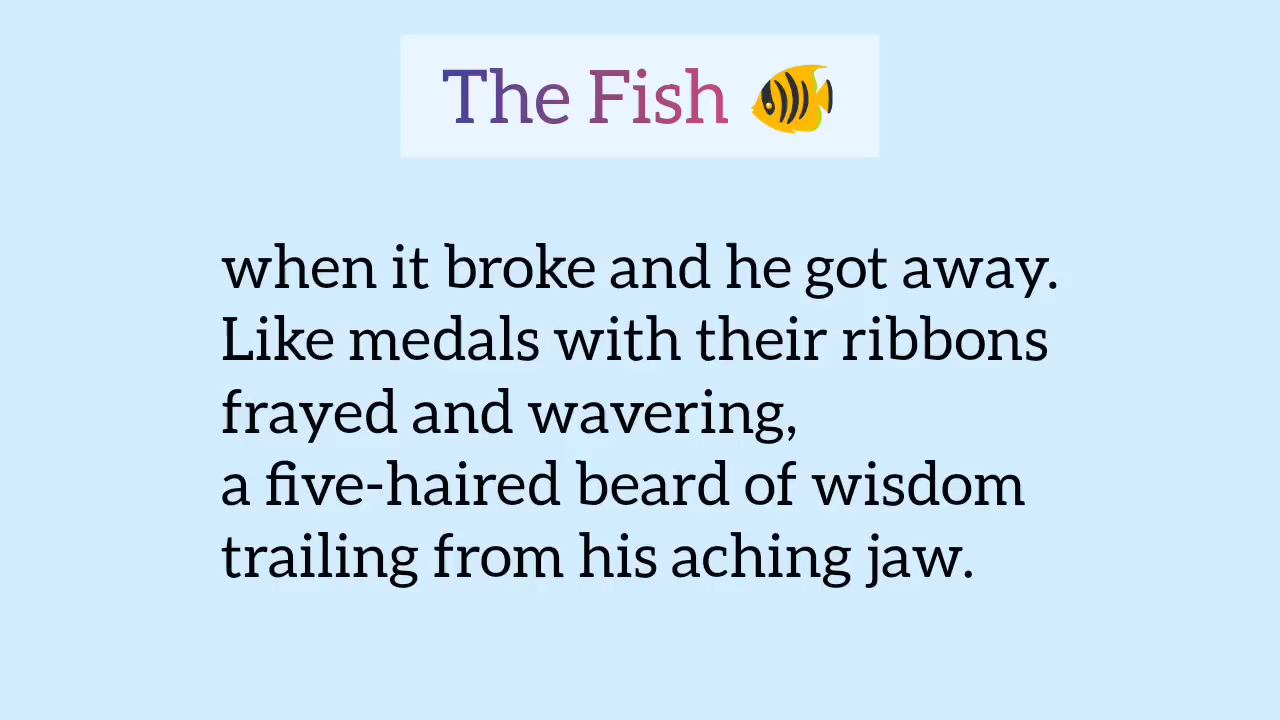 The Fish 🐠
when it broke and he got away.
Like medals with their ribbons
frayed and wavering,
a five-haired beard of wisdom
trailing from his aching jaw.